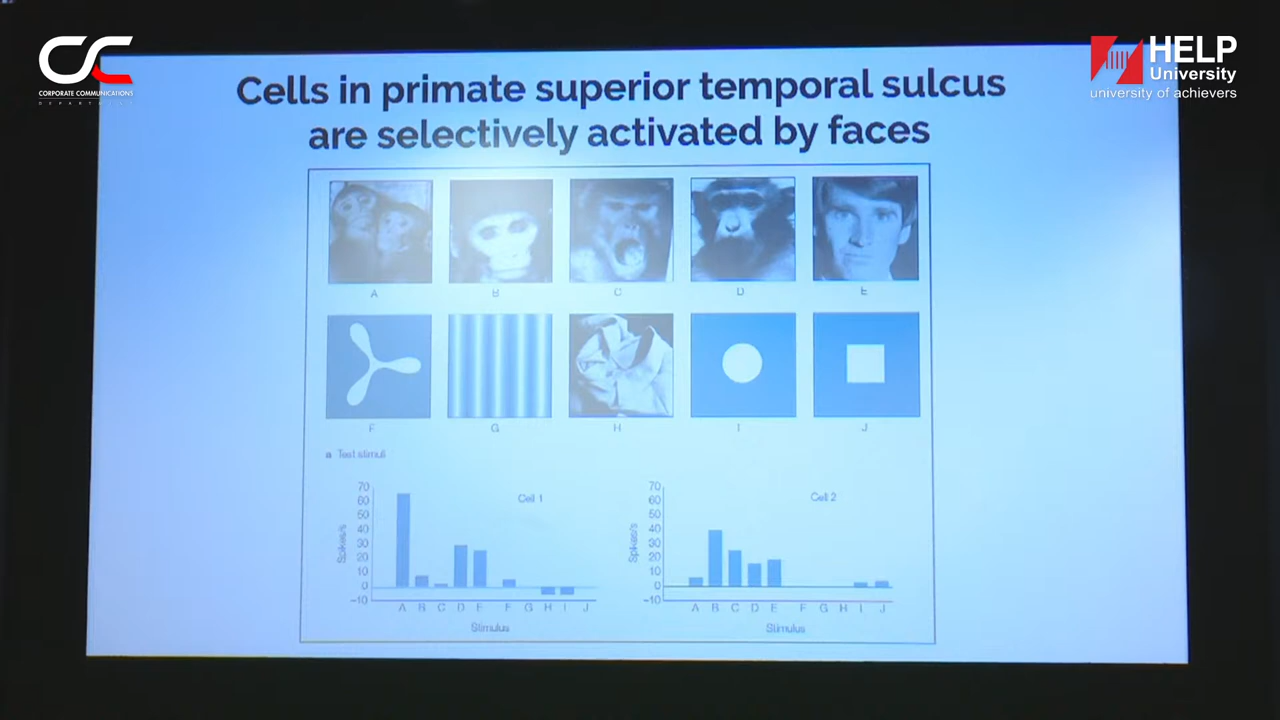 CORPORATE COMMUNICATIONS
DEPARTMENT
HELP
University
university of achievers
Cells in primate superior temporal sulcus
are selectively activated by faces
A B C D E
F G H I J
a Test stimuli
Cell 1
Spikes/s
70
60
50
40
30
20
10
0
-10
A B C D E F G H I J
Stimulus
Cell 2
Spikes/s
70
60
50
40
30
20
10
0
-10
A B C D E F G H I J
Stimulus